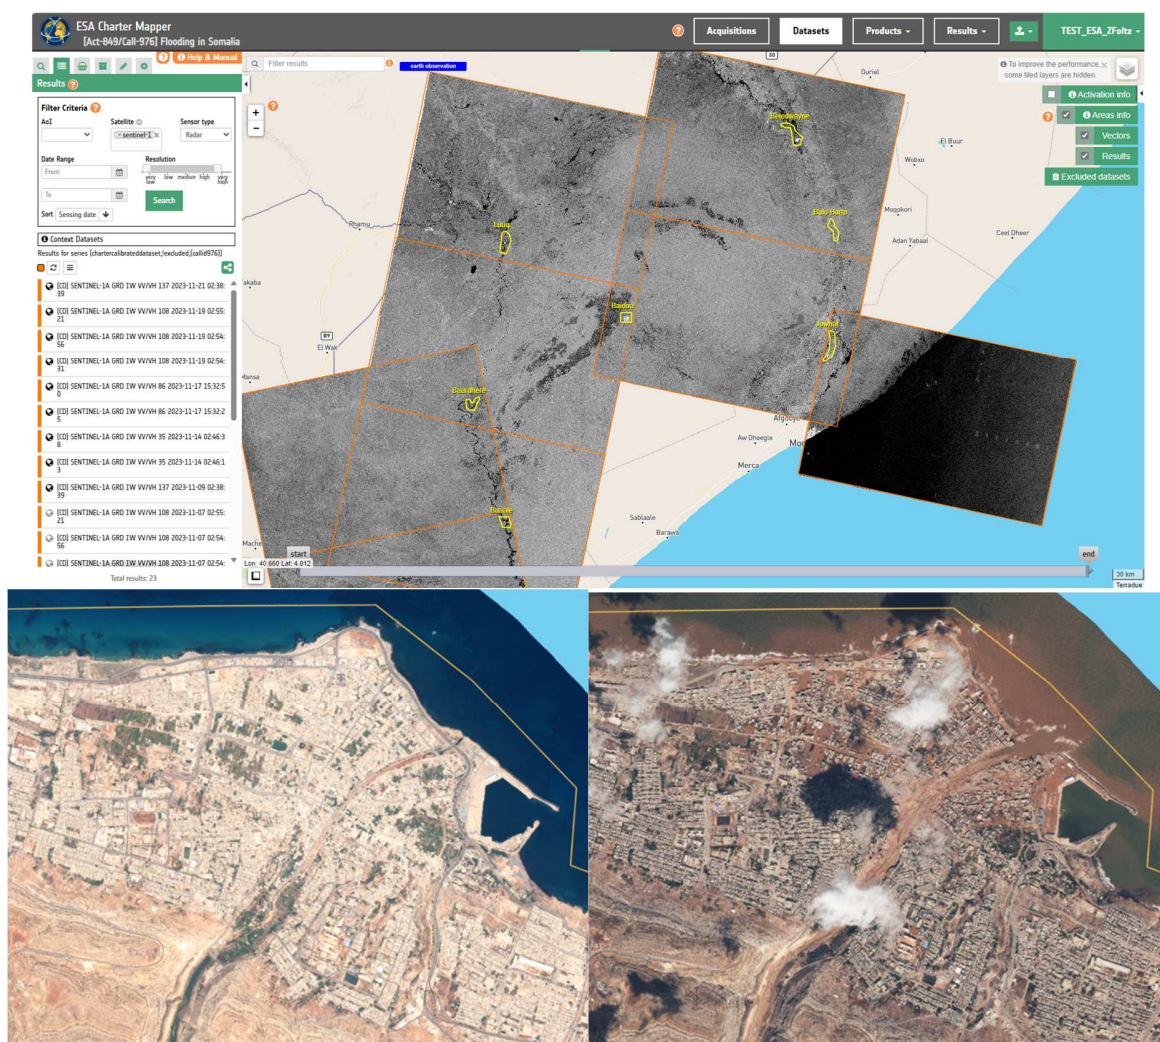 ESA Charter Mapper
[Act-849/Call-976] Flooding in Somalia
Acquisitions
Datasets
Products
Results
TEST_ESA_ZFoltz
Help & Manual
Results
Filter Criteria
AoI
Satellite
Sensor type
sentinel-1
Radar
Date Range
Resolution
From
very low
low
medium
high
very high
To
Search
Sort
Sensing date
Context Datasets
Results for series [chartercalibrateddataset,!excluded,{callid976}]
[CD] SENTINEL-1A GRD IW VV/VH 137 2023-11-21 02:38:
39
[CD] SENTINEL-1A GRD IW VV/VH 108 2023-11-19 02:55:
21
[CD] SENTINEL-1A GRD IW VV/VH 108 2023-11-19 02:54:
56
[CD] SENTINEL-1A GRD IW VV/VH 108 2023-11-19 02:54:
31
[CD] SENTINEL-1A GRD IW VV/VH 86 2023-11-17 15:32:5
0
[CD] SENTINEL-1A GRD IW VV/VH 86 2023-11-17 15:32:2
5
[CD] SENTINEL-1A GRD IW VV/VH 35 2023-11-14 02:46:3
8
[CD] SENTINEL-1A GRD IW VV/VH 35 2023-11-14 02:46:1
3
[CD] SENTINEL-1A GRD IW VV/VH 137 2023-11-09 02:38:
39
[CD] SENTINEL-1A GRD IW VV/VH 108 2023-11-07 02:55:
21
[CD] SENTINEL-1A GRD IW VV/VH 108 2023-11-07 02:54:
56
[CD] SENTINEL-1A GRD IW VV/VH 108 2023-11-07 02:54:
Total results: 23
Filter results
earth observation
To improve the performance,
some tiled layers are hidden.
Activation info
Areas info
Vectors
Results
Excluded datasets
30
Guriel
Beledwayne
El Buur
Wobxo
Rhamu
Luuq
Bulo Burto
Moqokori
Adan Yabaal
Ceel Dheer
Takaba
Baidoa
Jowhar
B9
El Wak
Mansa
Baardhere
Afgooye
Aw Dheegle
Merca
Buaale
Sablaale
Barawa
Mache
start
end
Lon: 40.660 Lat: 4.012
30 km
Terradue